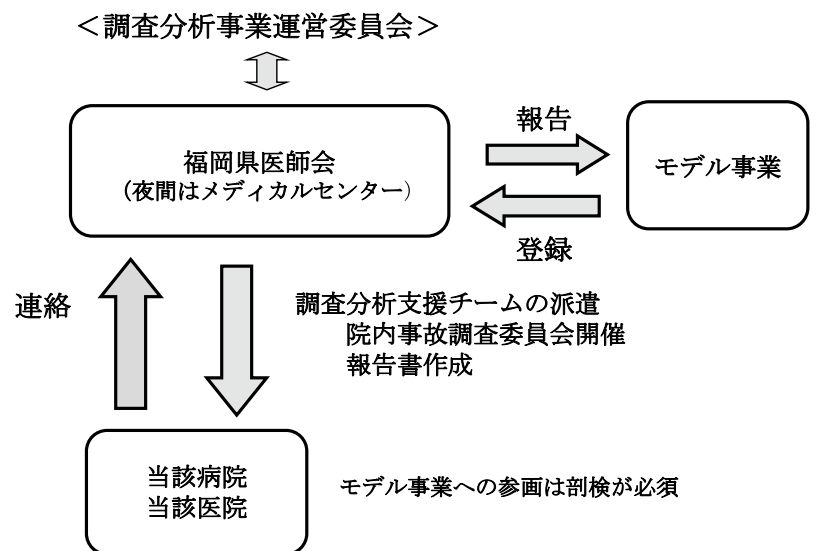 ＜調査分析事業運営委員会＞
福岡県医師会
（夜間はメディカルセンター）
報告
モデル事業
登録
連絡
調査分析支援チームの派遣
院内事故調査委員会開催
報告書作成
当該病院
当該医院
モデル事業への参画は剖検が必須